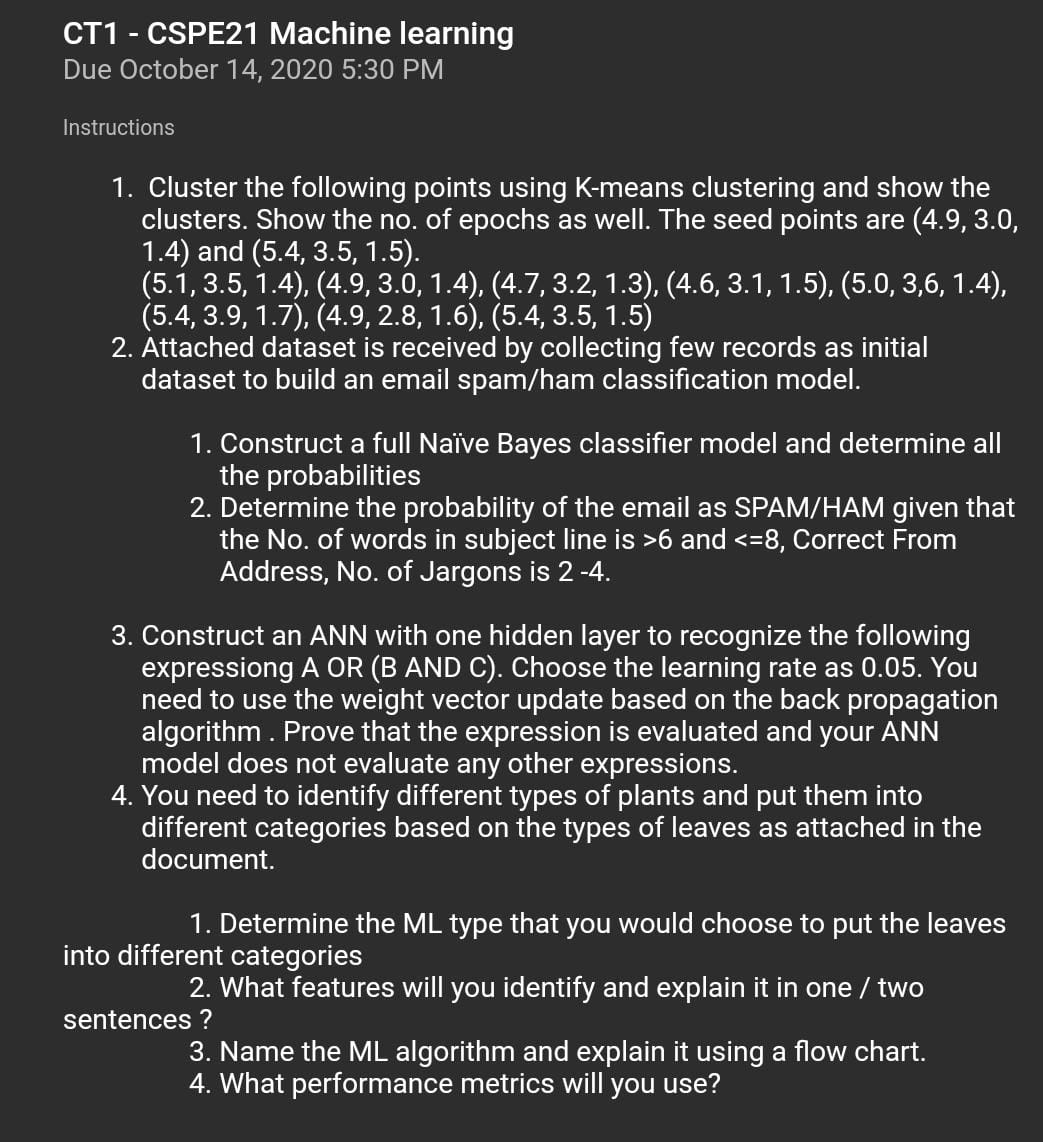 CT1 - CSPE21 Machine learning
Due October 14, 2020 5:30 PM
Instructions
1. Cluster the following points using K-means clustering and show the
clusters. Show the no. of epochs as well. The seed points are (4.9, 3.0,
1.4) and (5.4, 3.5, 1.5).
(5.1, 3.5, 1.4), (4.9, 3.0, 1.4), (4.7, 3.2, 1.3), (4.6, 3.1, 1.5), (5.0, 3,6, 1.4),
(5.4, 3.9, 1.7), (4.9, 2.8, 1.6), (5.4, 3.5, 1.5)
2. Attached dataset is received by collecting few records as initial
dataset to build an email spam/ham classification model.
1. Construct a full Naïve Bayes classifier model and determine all
the probabilities
2. Determine the probability of the email as SPAM/HAM given that
the No. of words in subject line is >6 and <=8, Correct From
Address, No. of Jargons is 2 -4.
3. Construct an ANN with one hidden layer to recognize the following
expressiong A OR (B AND C). Choose the learning rate as 0.05. You
need to use the weight vector update based on the back propagation
algorithm . Prove that the expression is evaluated and your ANN
model does not evaluate any other expressions.
4. You need to identify different types of plants and put them into
different categories based on the types of leaves as attached in the
document.
1. Determine the ML type that you would choose to put the leaves
into different categories
2. What features will you identify and explain it in one / two
sentences ?
3. Name the ML algorithm and explain it using a flow chart.
4. What performance metrics will you use?